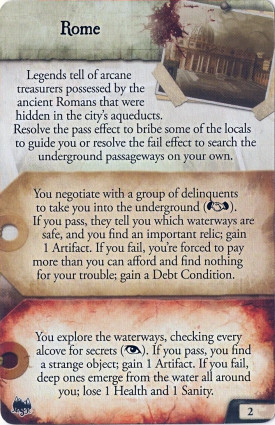 Rome
Legends tell of arcane
treasurers possessed by the
ancient Romans that were
hidden in the city's aqueducts.
Resolve the pass effect to bribe some of the locals
to guide you or resolve the fail effect to search the
underground passageways on your own.
You negotiate with a group of delinquents
to take you into the underground ( ).
If you pass, they tell you which waterways are
safe, and you find an important relic; gain
1 Artifact. If you fail, you're forced to pay
more than you can afford and find nothing
for your trouble; gain a Debt Condition.
You explore the waterways, checking every
alcove for secrets ( ). If you pass, you find
a strange object; gain 1 Artifact. If you fail,
deep ones emerge from the water all around
you; lose 1 Health and 1 Sanity.
2